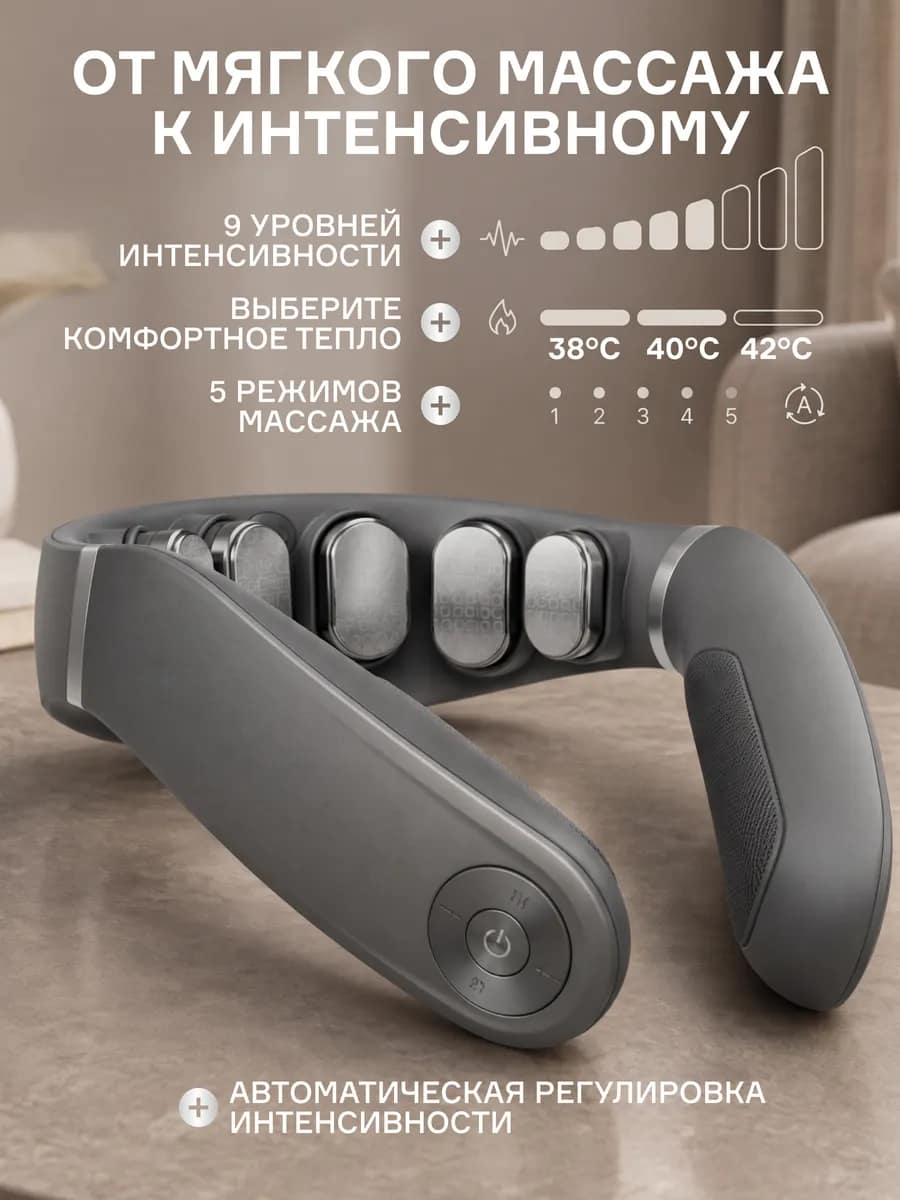 ОТ МЯГКОГО МАССАЖА
К ИНТЕНСИВНОМУ
9 УРОВНЕЙ
ИНТЕНСИВНОСТИ
ВЫБЕРИТЕ
КОМФОРТНОЕ ТЕПЛО
38°C 40°C 42°C
5 РЕЖИМОВ
МАССАЖА
1 2 3 4 5 A
АВТОМАТИЧЕСКАЯ РЕГУЛИРОВКА
ИНТЕНСИВНОСТИ